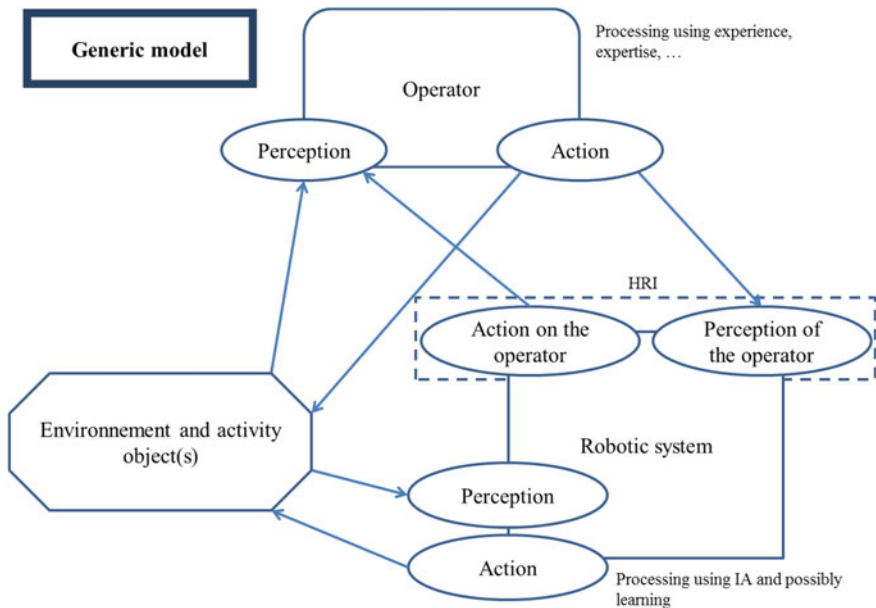 Generic model
Processing using experience,
expertise, …
Operator
Perception
Action
HRI
Action on the
operator
Perception of
the operator
Environnement and activity
object(s)
Robotic system
Perception
Action
Processing using IA and possibly
learning